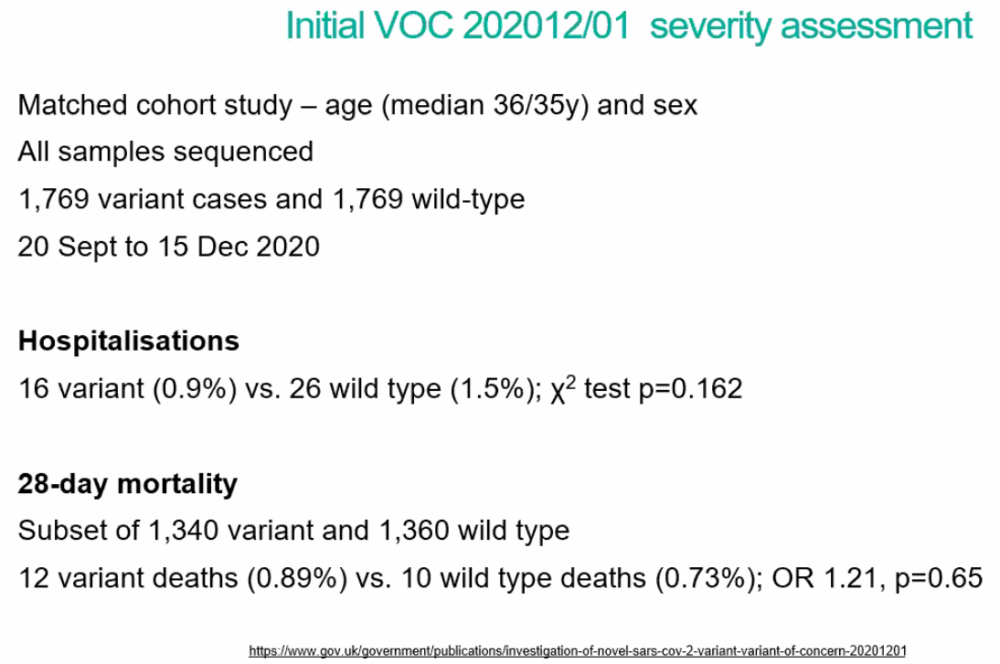 Initial VOC 202012/01 severity assessment
Matched cohort study – age (median 36/35y) and sex
All samples sequenced
1,769 variant cases and 1,769 wild-type
20 Sept to 15 Dec 2020
Hospitalisations
16 variant (0.9%) vs. 26 wild type (1.5%); χ² test p=0.162
28-day mortality
Subset of 1,340 variant and 1,360 wild type
12 variant deaths (0.89%) vs. 10 wild type deaths (0.73%); OR 1.21, p=0.65
https://www.gov.uk/government/publications/investigation-of-novel-sars-cov-2-variant-variant-of-concern-20201201